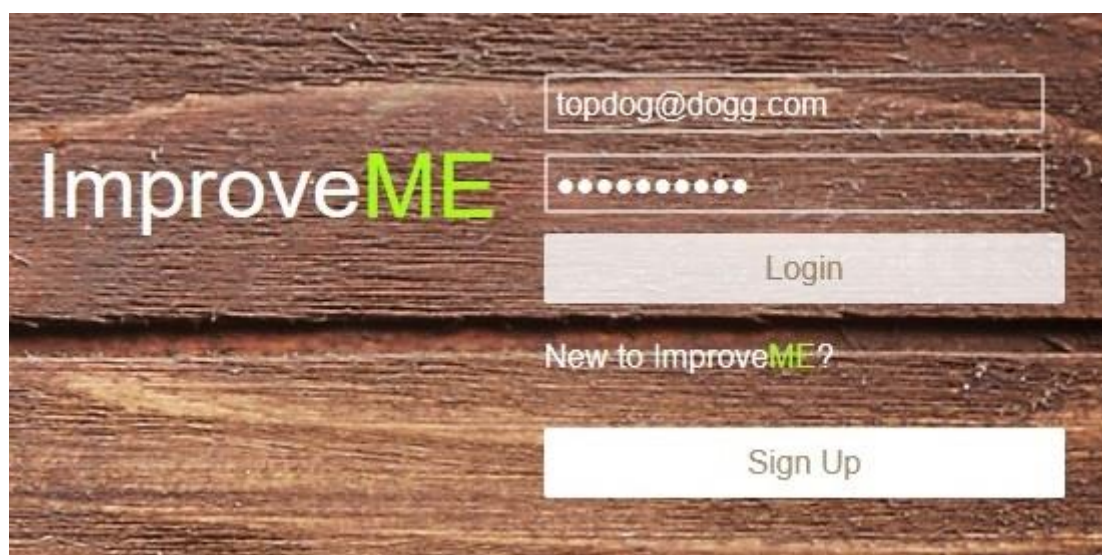 topdog@dogg.com
ImproveME
••••••••••
Login
New to ImproveME?
Sign Up